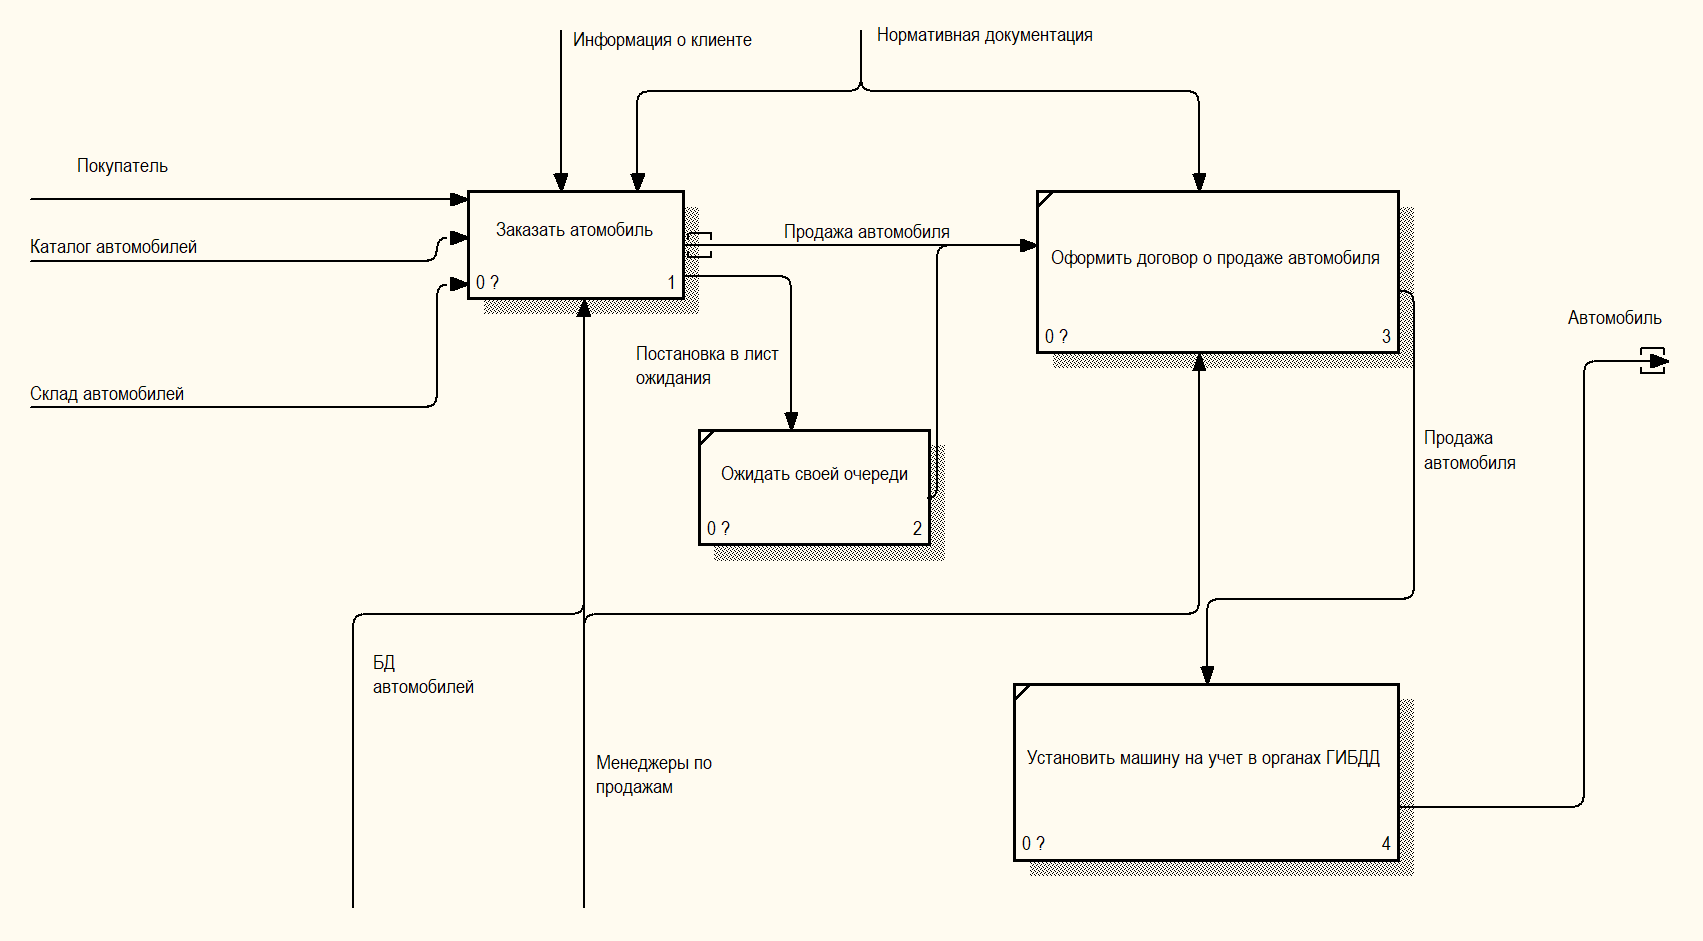 Информация о клиенте
Нормативная документация
Покупатель
Каталог автомобилей
Склад автомобилей
Заказать атомобиль
0 ?
1
Продажа автомобиля
Оформить договор о продаже автомобиля
0 ?
3
Постановка в лист
ожидания
Автомобиль
Ожидать своей очереди
0 ?
2
Продажа
автомобиля
БД
автомобилей
Менеджеры по
продажам
Установить машину на учет в органах ГИБДД
0 ?
4